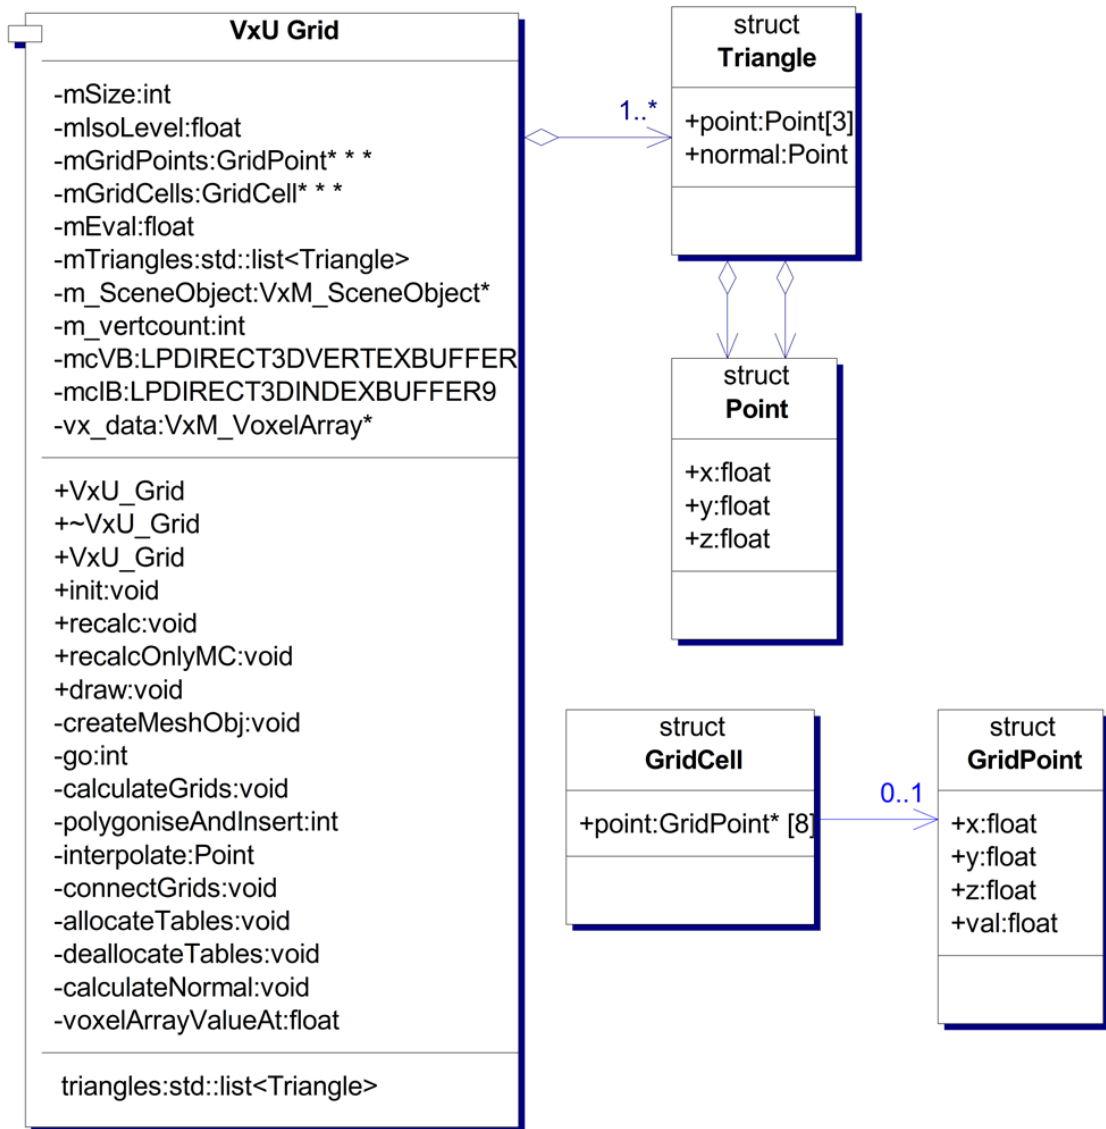 VxU Grid
-mSize:int
-mIsoLevel:float
-mGridPoints:GridPoint* * *
-mGridCells:GridCell* * *
-mEval:float
-mTriangles:std::list<Triangle>
-m_SceneObject:VxM_SceneObject*
-m_vertcount:int
-mcVB:LPDIRECT3DVERTEXBUFFER
-mcIB:LPDIRECT3DINDEXBUFFER9
-vx_data:VxM_VoxelArray*
+VxU_Grid
+~VxU_Grid
+VxU_Grid
+init:void
+recalc:void
+recalcOnlyMC:void
+draw:void
-createMeshObj:void
-go:int
-calculateGrids:void
-polygoniseAndInsert:int
-interpolate:Point
-connectGrids:void
-allocateTables:void
-deallocateTables:void
-calculateNormal:void
-voxelArrayValueAt:float
triangles:std::list<Triangle>
1..*
struct
Triangle
+point:Point[3]
+normal:Point
struct
Point
+x:float
+y:float
+z:float
struct
GridCell
+point:GridPoint* [8]
0..1
struct
GridPoint
+x:float
+y:float
+z:float
+val:float